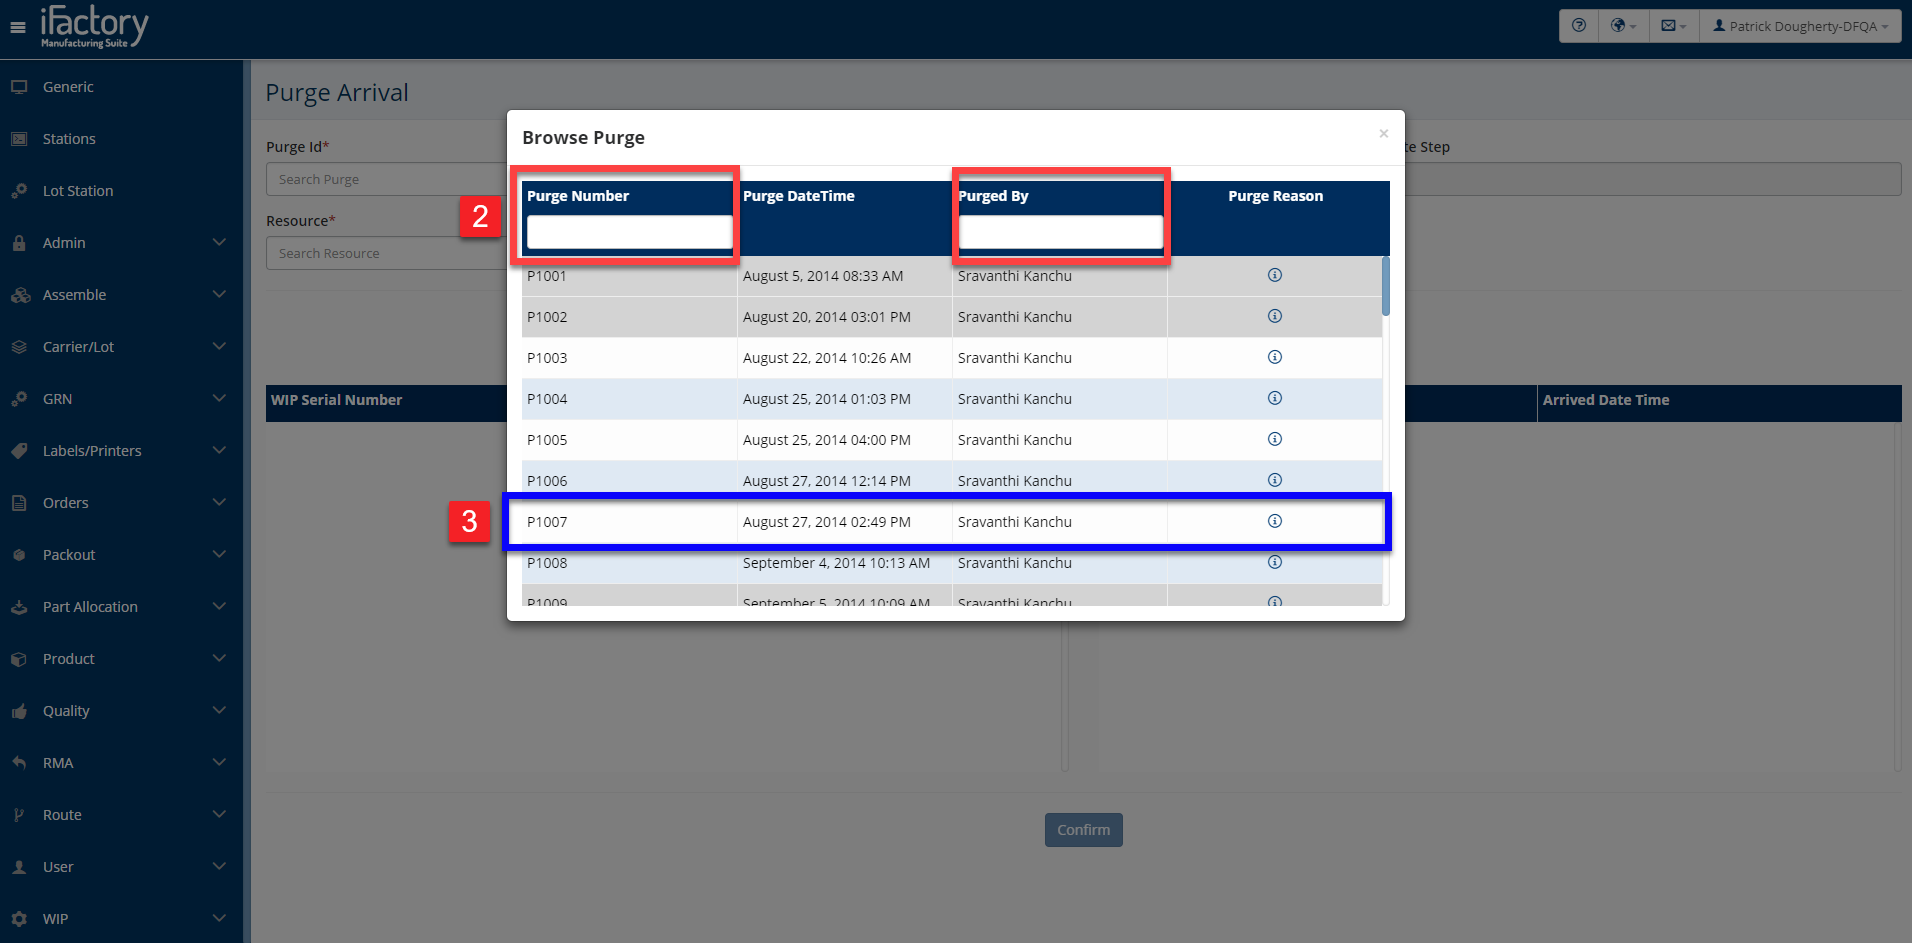 iFactory
Manufacturing Suite
Patrick Dougherty-DFQA
Generic
Stations
Lot Station
Admin
Assemble
Carrier/Lot
GRN
Labels/Printers
Orders
Packout
Part Allocation
Product
Quality
RMA
Route
User
WIP
Purge Arrival
Purge Id*
Search Purge
Resource*
Search Resource
te Step
WIP Serial Number
Arrived Date Time
Confirm
Browse Purge
×
2
Purge Number Purge DateTime Purged By Purge Reason
P1001 August 5, 2014 08:33 AM Sravanthi Kanchu
P1002 August 20, 2014 03:01 PM Sravanthi Kanchu
P1003 August 22, 2014 10:26 AM Sravanthi Kanchu
P1004 August 25, 2014 01:03 PM Sravanthi Kanchu
P1005 August 25, 2014 04:00 PM Sravanthi Kanchu
P1006 August 27, 2014 12:14 PM Sravanthi Kanchu
3
P1007 August 27, 2014 02:49 PM Sravanthi Kanchu
P1008 September 4, 2014 10:13 AM Sravanthi Kanchu
P1009 September 5, 2014 10:09 AM Sravanthi Kanchu